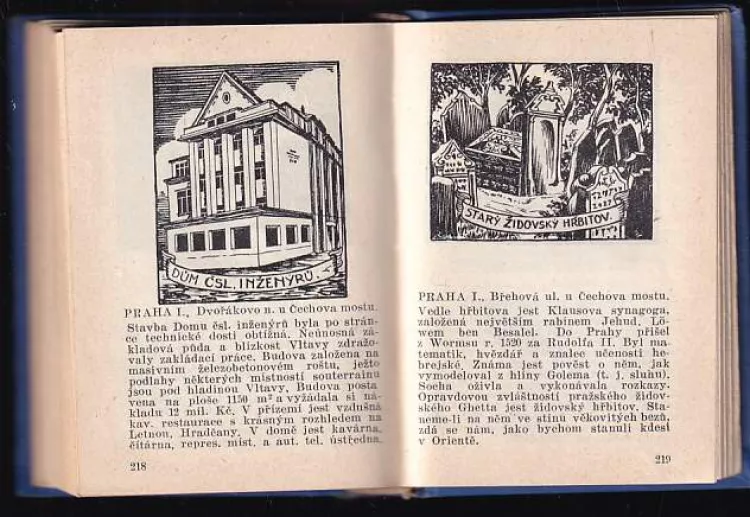 DŮM ČSL. INŽENÝRŮ.
PRAHA I., Dvořákovo n. u Čechova mostu.
Stavba Domu čsl. inženýrů byla po strán-
ce technické dosti obtížná. Neúnosná zá-
kladová půda a blízkost Vltavy zdražo-
valy zakládací práce. Budova založena na
masivním železobetonovém roštu, ježto
podlahy některých místností souterrainu
jsou pod hladinou Vltavy. Budova posta
vena na ploše 1150 m² a vyžádala si ná-
kladu 12 mil. Kč. V přízemí jest vzdušná
kav. restaurace s krásným rozhledem na
Letnou, Hradčany. V domě jest kavárna,
čítárna, repres. míst. a aut. tel. ústředna.
218
STARÝ ŽIDOVSKÝ HŘBITOV.
PRAHA I., Břehová ul. u Čechova mostu.
Vedle hřbitova jest Klausova synagoga,
založená největším rabinem Jehud. Lö-
wem ben Besalel. Do Prahy přišel
z Wormsu r. 1520 za Rudolfa II. Byl ma-
tematik, hvězdář a znalec učenosti he-
brejské. Známa jest pověst o něm, jak
vymodeloval z hlíny Golema (t. j. sluhu).
Socha oživla a vykonávala rozkazy.
Opravdovou zvláštností pražského židov-
ského Ghetta jest židovský hřbitov. Sta-
neme-li na něm ve stínu věkovitých bezů,
zdá se nám, jako bychom stanuli kdesi
v Orientě.
219